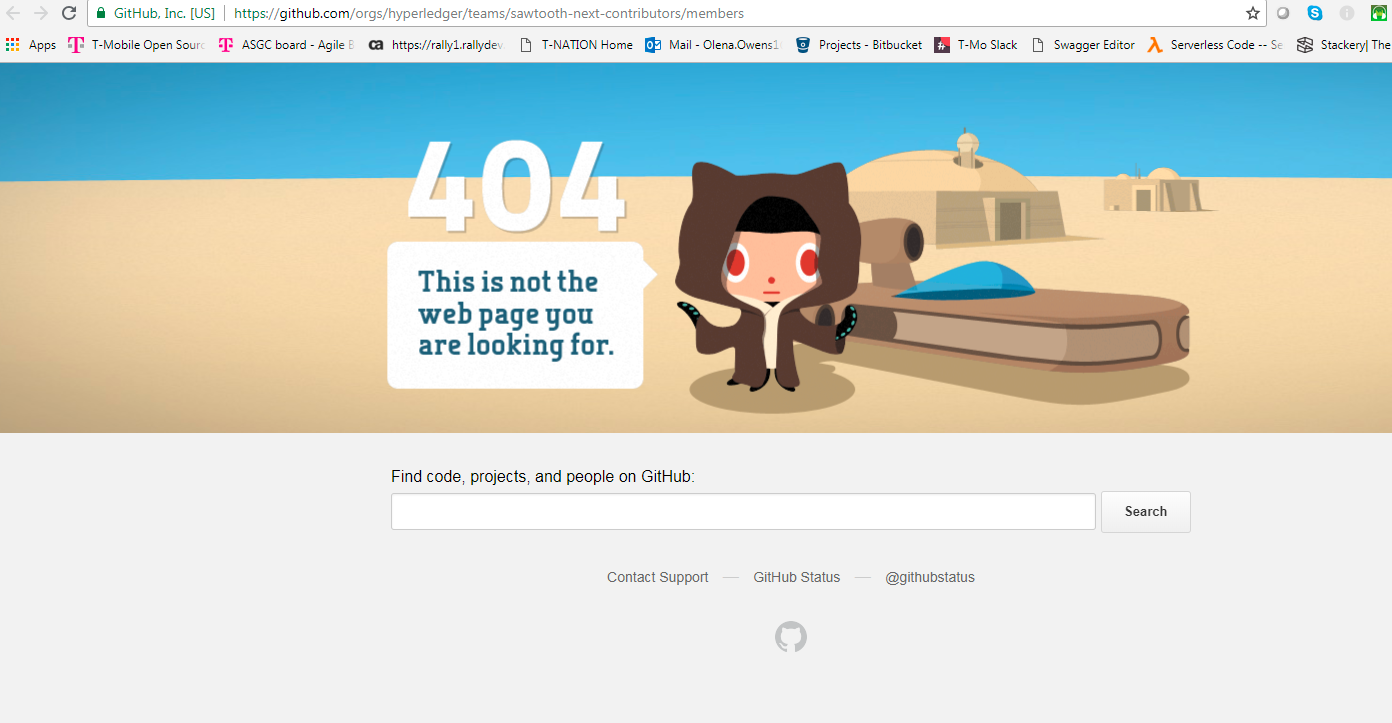 GitHub, Inc. [US] https://github.com/orgs/hyperledger/teams/sawtooth-next-contributors/members
Apps T-Mobile Open Sourc ASGC board - Agile B ca https://rally1.rallydev T-NATION Home Mail - Olena.Owens1 Projects - Bitbucket T-Mo Slack Swagger Editor Serverless Code -- Se Stackery| The
404
This is not the
web page you
are looking for.
Find code, projects, and people on GitHub:
Search
Contact Support — GitHub Status — @githubstatus